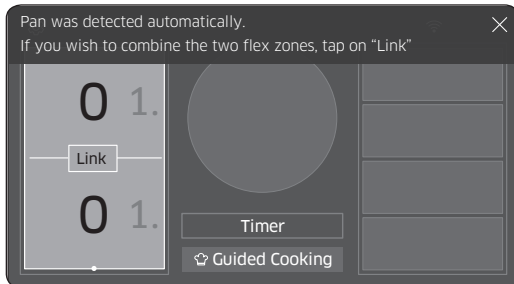 Pan was detected automatically.
If you wish to combine the two flex zones, tap on “Link”
0 1.
Link
0 1.
Timer
Guided Cooking